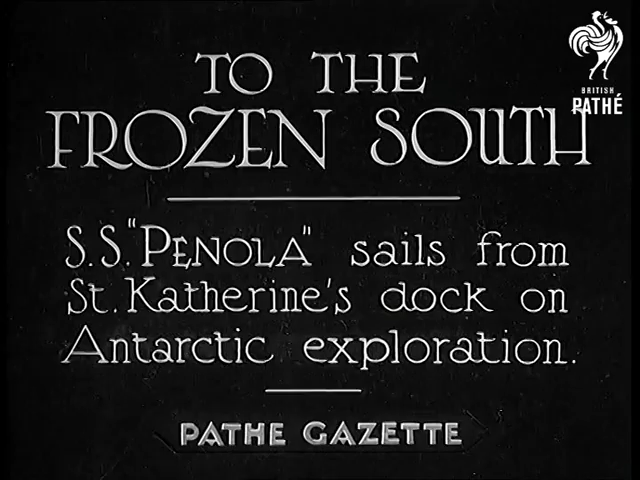 TO THE
FROZEN SOUTH
S.S. "PENOLA" sails from
St. Katherine's dock on
Antarctic exploration.
PATHE GAZETTE
BRITISH
PATHÉ